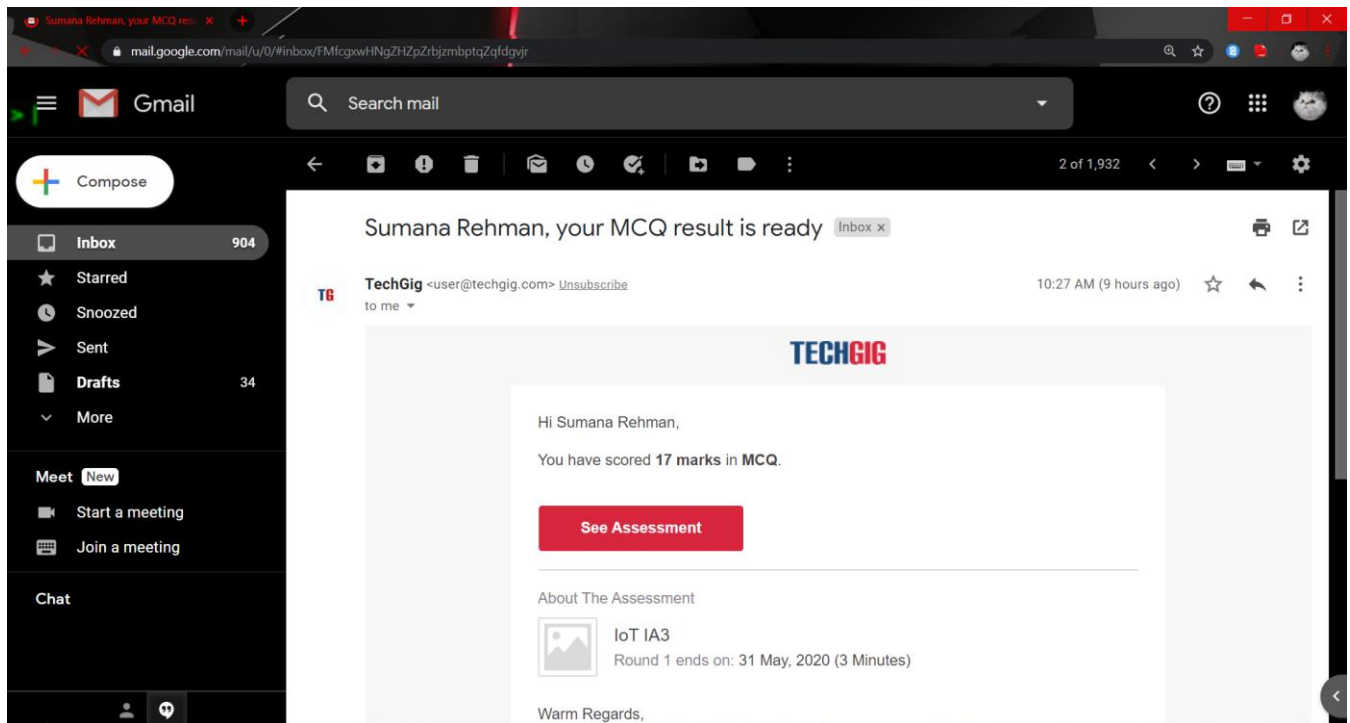 Sumana Rehman, your MCQ res
mail.google.com/mail/u/0/#inbox/FMfcgxwHNgZHZpZrbjzmbptqZqfdgvjr
Gmail
Search mail
Compose
2 of 1,932
Sumana Rehman, your MCQ result is ready Inbox x
Inbox 904
Starred
Snoozed
Sent
Drafts 34
More
TG
TechGig <user@techgig.com> Unsubscribe
10:27 AM (9 hours ago)
to me
TECHGIG
Hi Sumana Rehman,
You have scored 17 marks in MCQ.
See Assessment
Meet New
Start a meeting
Join a meeting
Chat
About The Assessment
IoT IA3
Round 1 ends on: 31 May, 2020 (3 Minutes)
Warm Regards,